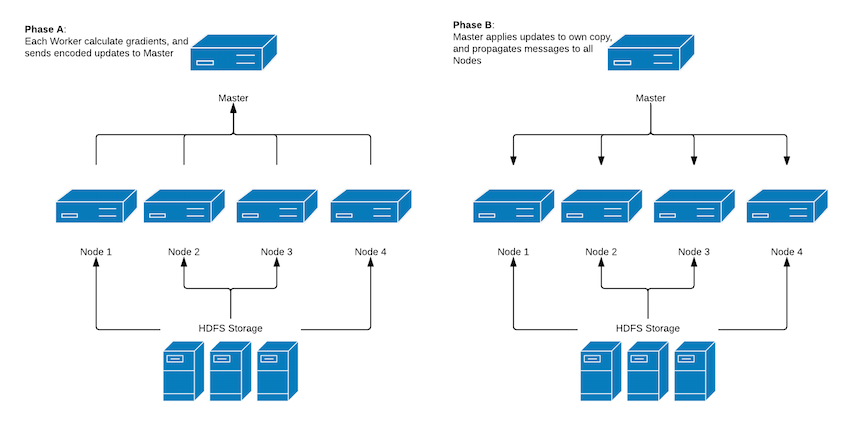 Phase A:
Each Worker calculate gradients, and
sends encoded updates to Master
Master
Node 1
Node 2
Node 3
Node 4
HDFS Storage
Phase B:
Master applies updates to own copy,
and propagates messages to all
Nodes
Master
Node 1
Node 2
Node 3
Node 4
HDFS Storage